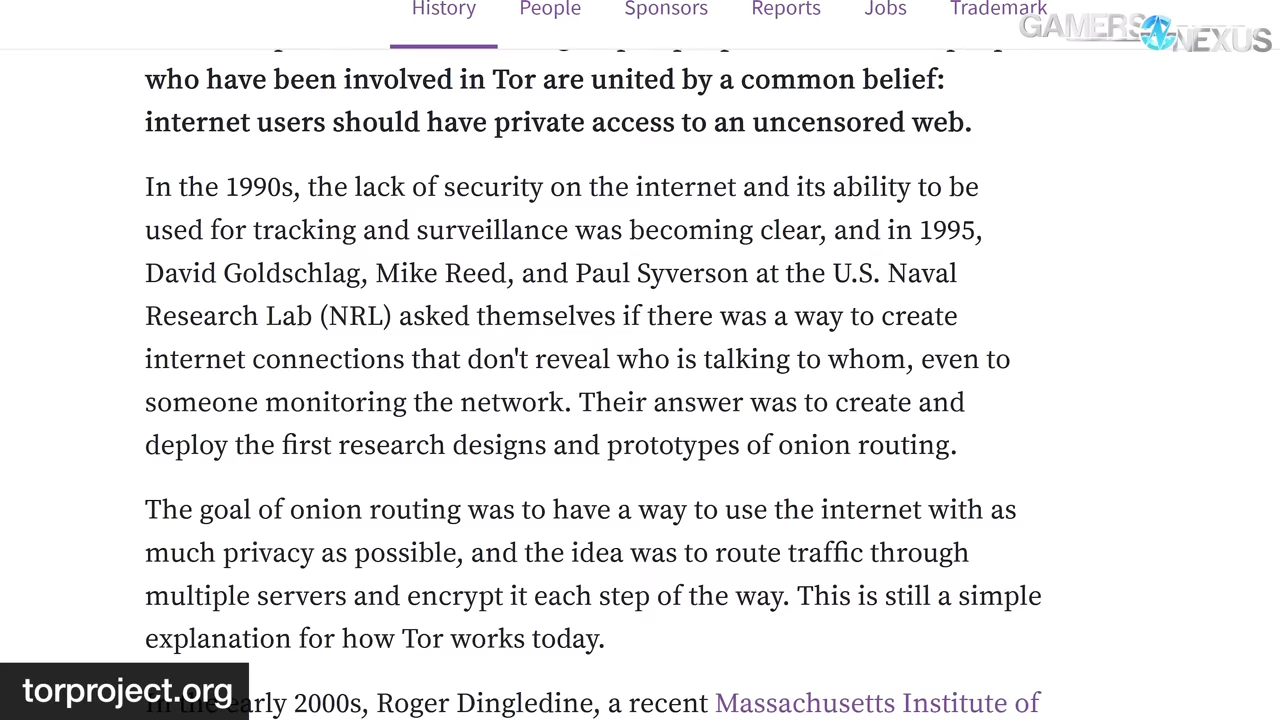 History People Sponsors Reports Jobs Trademark
GAMERS NEXUS
who have been involved in Tor are united by a common belief:
internet users should have private access to an uncensored web.
In the 1990s, the lack of security on the internet and its ability to be
used for tracking and surveillance was becoming clear, and in 1995,
David Goldschlag, Mike Reed, and Paul Syverson at the U.S. Naval
Research Lab (NRL) asked themselves if there was a way to create
internet connections that don't reveal who is talking to whom, even to
someone monitoring the network. Their answer was to create and
deploy the first research designs and prototypes of onion routing.
The goal of onion routing was to have a way to use the internet with as
much privacy as possible, and the idea was to route traffic through
multiple servers and encrypt it each step of the way. This is still a simple
explanation for how Tor works today.
torproject.org
In the early 2000s, Roger Dingledine, a recent Massachusetts Institute of